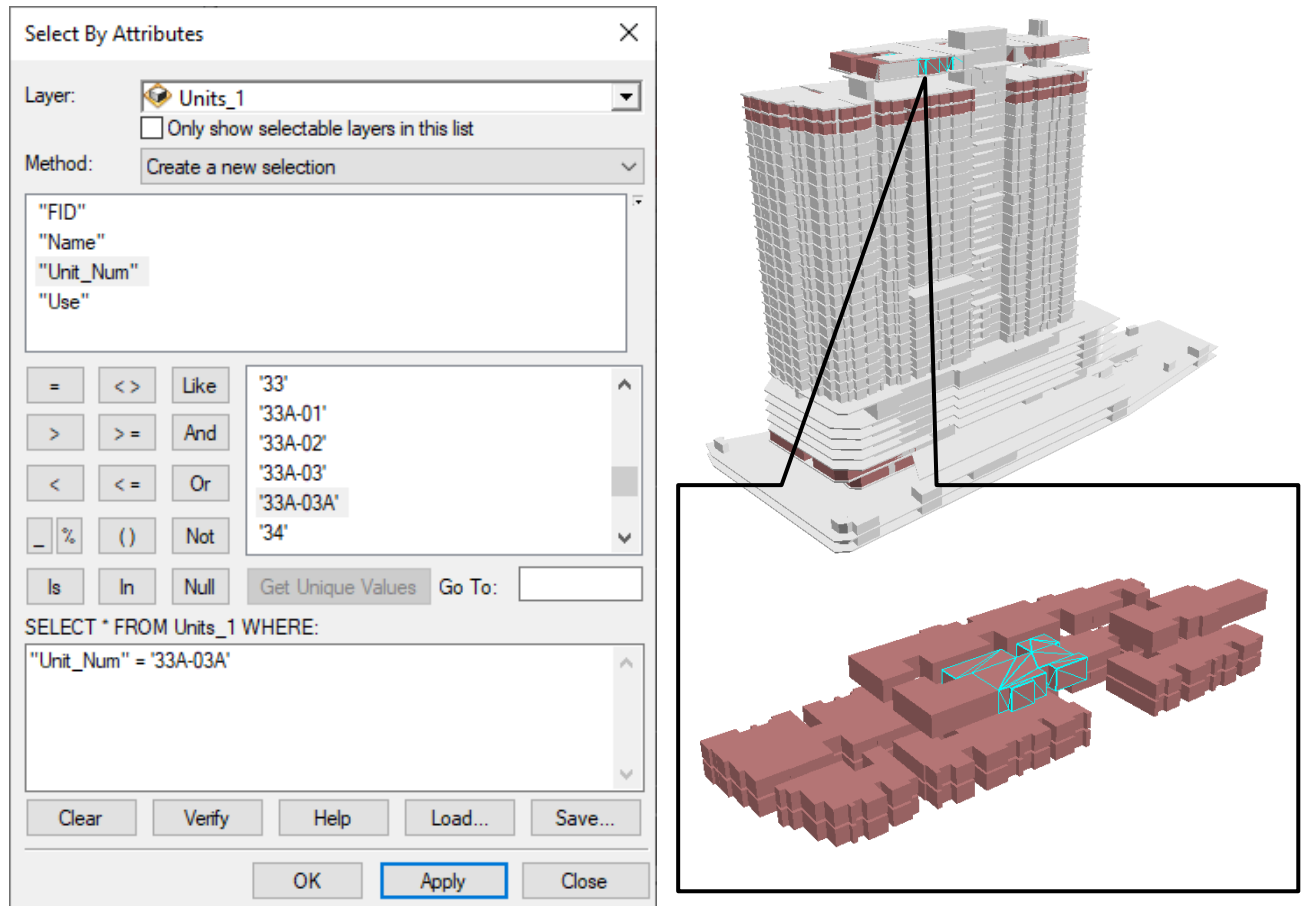 Select By Attributes
Layer:
Units_1
Only show selectable layers in this list
Method:
Create a new selection
"FID"
"Name"
"Unit_Num"
"Use"
= < > Like
> > = And
< < = Or
_ % ( ) Not
Is In Null
'33'
'33A-01'
'33A-02'
'33A-03'
'33A-03A'
'34'
Get Unique Values Go To:
SELECT * FROM Units_1 WHERE:
"Unit_Num" = '33A-03A'
Clear Verify Help Load... Save...
OK Apply Close